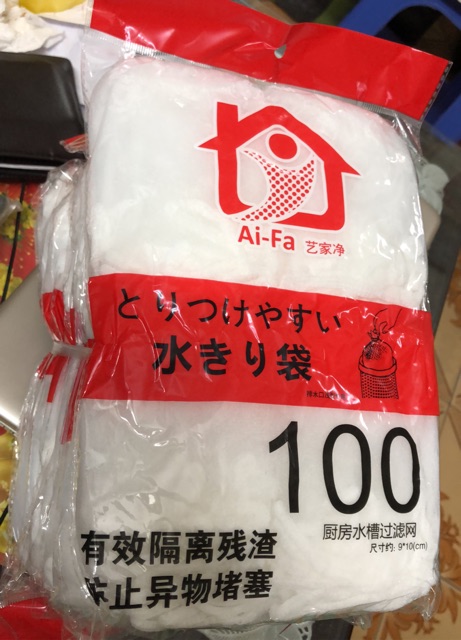 Ai-Fa 艺家净
とりつけやすい
水きり袋
100
厨房水槽过滤网
尺寸约: 9*10(cm)
有效隔离残渣
防止异物堵塞